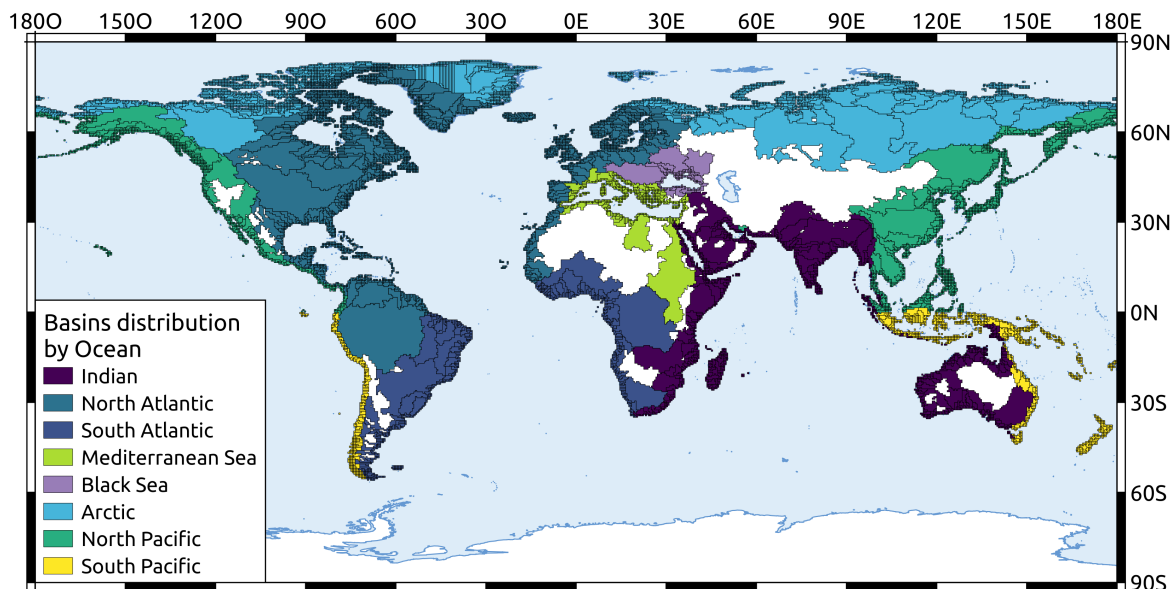 180O 150O 120O 90O 60O 30O 0E 30E 60E 90E 120E 150E 180E
90N
60N
30N
0N
30S
60S
90S
Basins distribution
by Ocean
Indian
North Atlantic
South Atlantic
Mediterranean Sea
Black Sea
Arctic
North Pacific
South Pacific